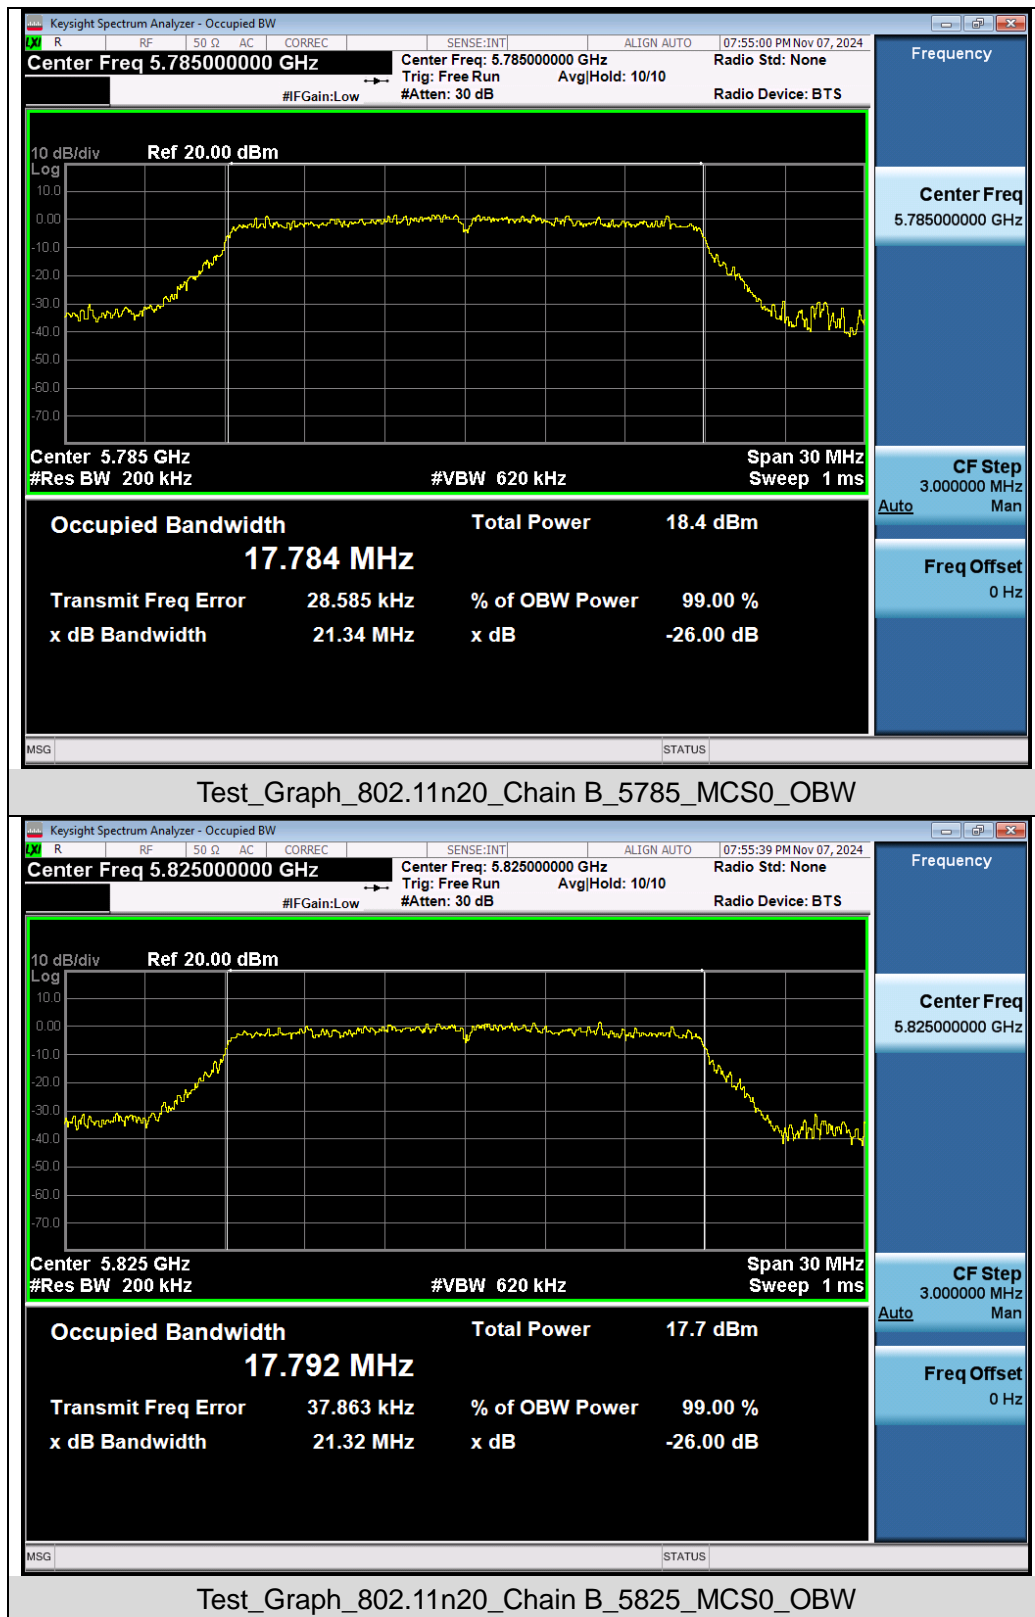 Keysight Spectrum Analyzer - Occupied BW
LXI R RF 50 Ω AC CORREC SENSE:INT ALIGN AUTO 07:55:00 PM Nov 07, 2024
Center Freq 5.785000000 GHz
Center Freq: 5.785000000 GHz Radio Std: None
Trig: Free Run Avg|Hold: 10/10
#IFGain:Low #Atten: 30 dB Radio Device: BTS
Frequency
10 dB/div Ref 20.00 dBm
Log
10.0
0.00
-10.0
-20.0
-30.0
-40.0
-50.0
-60.0
-70.0
Center 5.785 GHz Span 30 MHz
#Res BW 200 kHz #VBW 620 kHz Sweep 1 ms
Center Freq
5.785000000 GHz
CF Step
3.000000 MHz
Auto Man
Freq Offset
0 Hz
Occupied Bandwidth Total Power 18.4 dBm
17.784 MHz
Transmit Freq Error 28.585 kHz % of OBW Power 99.00 %
x dB Bandwidth 21.34 MHz x dB -26.00 dB
MSG STATUS
Test_Graph_802.11n20_Chain B_5785_MCS0_OBW
Keysight Spectrum Analyzer - Occupied BW
LXI R RF 50 Ω AC CORREC SENSE:INT ALIGN AUTO 07:55:39 PM Nov 07, 2024
Center Freq 5.825000000 GHz
Center Freq: 5.825000000 GHz Radio Std: None
Trig: Free Run Avg|Hold: 10/10
#IFGain:Low #Atten: 30 dB Radio Device: BTS
Frequency
10 dB/div Ref 20.00 dBm
Log
10.0
0.00
-10.0
-20.0
-30.0
-40.0
-50.0
-60.0
-70.0
Center 5.825 GHz Span 30 MHz
#Res BW 200 kHz #VBW 620 kHz Sweep 1 ms
Center Freq
5.825000000 GHz
CF Step
3.000000 MHz
Auto Man
Freq Offset
0 Hz
Occupied Bandwidth Total Power 17.7 dBm
17.792 MHz
Transmit Freq Error 37.863 kHz % of OBW Power 99.00 %
x dB Bandwidth 21.32 MHz x dB -26.00 dB
MSG STATUS
Test_Graph_802.11n20_Chain B_5825_MCS0_OBW